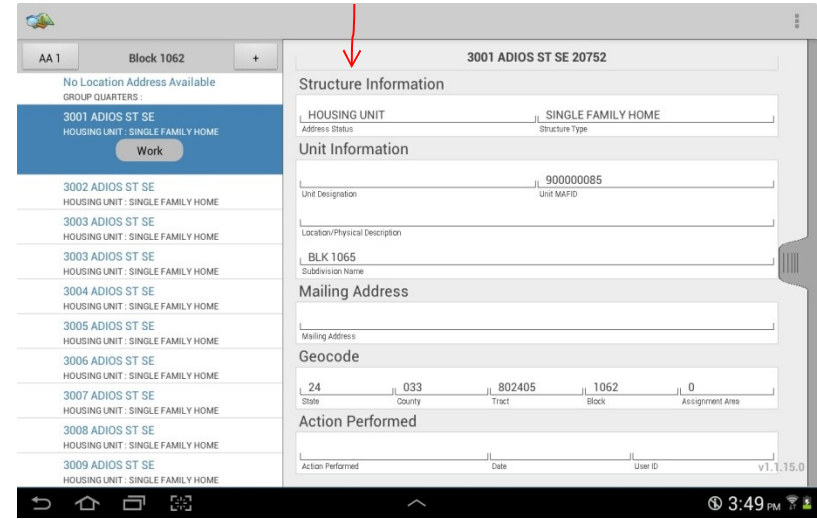 AA 1 Block 1062 +
No Location Address Available
GROUP QUARTERS :
3001 ADIOS ST SE
HOUSING UNIT : SINGLE FAMILY HOME
Work
3002 ADIOS ST SE
HOUSING UNIT : SINGLE FAMILY HOME
3003 ADIOS ST SE
HOUSING UNIT : SINGLE FAMILY HOME
3003 ADIOS ST SE
HOUSING UNIT : SINGLE FAMILY HOME
3004 ADIOS ST SE
HOUSING UNIT : SINGLE FAMILY HOME
3005 ADIOS ST SE
HOUSING UNIT : SINGLE FAMILY HOME
3006 ADIOS ST SE
HOUSING UNIT : SINGLE FAMILY HOME
3007 ADIOS ST SE
HOUSING UNIT : SINGLE FAMILY HOME
3008 ADIOS ST SE
HOUSING UNIT : SINGLE FAMILY HOME
3009 ADIOS ST SE
HOUSING UNIT : SINGLE FAMILY HOME
3001 ADIOS ST SE 20752
Structure Information
HOUSING UNIT SINGLE FAMILY HOME
Address Status Structure Type
Unit Information
900000085
Unit Designation Unit MAFID
Location/Physical Description
BLK 1065
Subdivision Name
Mailing Address
Mailing Address
Geocode
24 033 802405 1062 0
State County Tract Block Assignment Area
Action Performed
Action Performed Date User ID
v1.1.15.0
3:49 PM